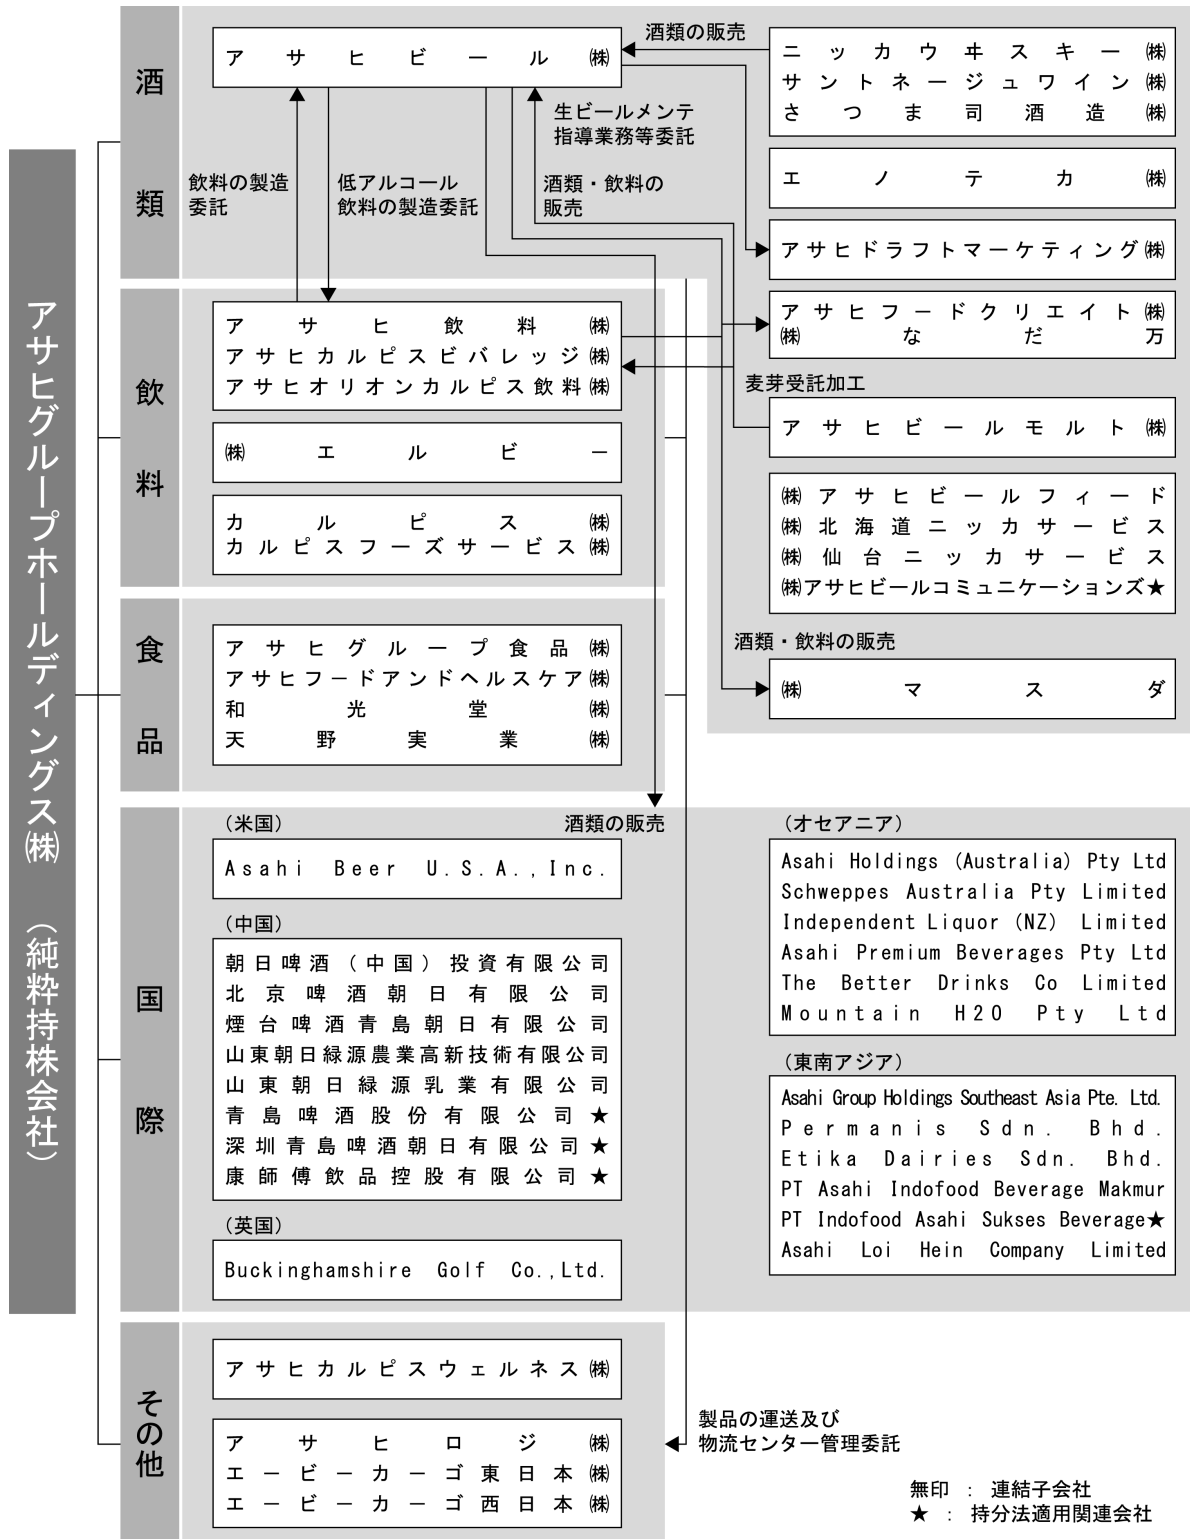 アサヒグループホールディングス㈱ （純粋持株会社）
酒類
アサヒビール㈱
酒類の販売
ニッカウヰスキー㈱
サントネージュワイン㈱
さつま司酒造㈱
生ビールメンテ
指導業務等委託
エノテカ㈱
飲料の製造
委託
低アルコール
飲料の製造委託
酒類・飲料の
販売
アサヒドラフトマーケティング㈱
アサヒフードクリエイト㈱
㈱なだ万
麦芽受託加工
アサヒビールモルト㈱
㈱アサヒビールフィード
㈱北海道ニッカサービス
㈱仙台ニッカサービス
㈱アサヒビールコミュニケーションズ★
酒類・飲料の販売
㈱マスダ
飲料
アサヒ飲料㈱
アサヒカルピスビバレッジ㈱
アサヒオリオンカルピス飲料㈱
㈱エルビー
カルピス㈱
カルピスフーズサービス㈱
食品
アサヒグループ食品㈱
アサヒフードアンドヘルスケア㈱
和光堂㈱
天野実業㈱
国際
酒類の販売
（米国）
Asahi Beer U.S.A.,Inc.
（中国）
朝日啤酒（中国）投資有限公司
北京啤酒朝日有限公司
煙台啤酒青島朝日有限公司
山東朝日緑源農業高新技術有限公司
山東朝日緑源乳業有限公司
青島啤酒股份有限公司★
深圳青島啤酒朝日有限公司★
康師傅飲品控股有限公司★
（英国）
Buckinghamshire Golf Co.,Ltd.
（オセアニア）
Asahi Holdings (Australia) Pty Ltd
Schweppes Australia Pty Limited
Independent Liquor (NZ) Limited
Asahi Premium Beverages Pty Ltd
The Better Drinks Co Limited
Mountain H2O Pty Ltd
（東南アジア）
Asahi Group Holdings Southeast Asia Pte. Ltd.
Permanis Sdn. Bhd.
Etika Dairies Sdn. Bhd.
PT Asahi Indofood Beverage Makmur
PT Indofood Asahi Sukses Beverage★
Asahi Loi Hein Company Limited
その他
アサヒカルピスウェルネス㈱
アサヒロジ㈱
エービーカーゴ東日本㈱
エービーカーゴ西日本㈱
製品の運送及び
物流センター管理委託
無印 ： 連結子会社
★ ： 持分法適用関連会社